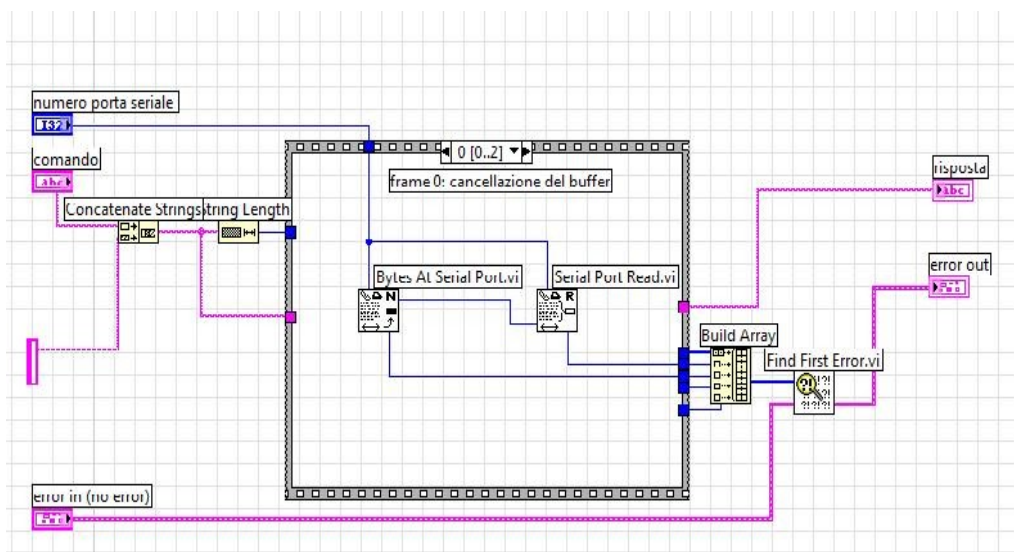 numero porta seriale
I32
comando
abc
Concatenate Strings
String Length
0 [0..2]
frame 0: cancellazione del buffer
Bytes At Serial Port.vi
N
Serial Port Read.vi
R
risposta
abc
error out
Build Array
Find First Error.vi
?!
error in (no error)